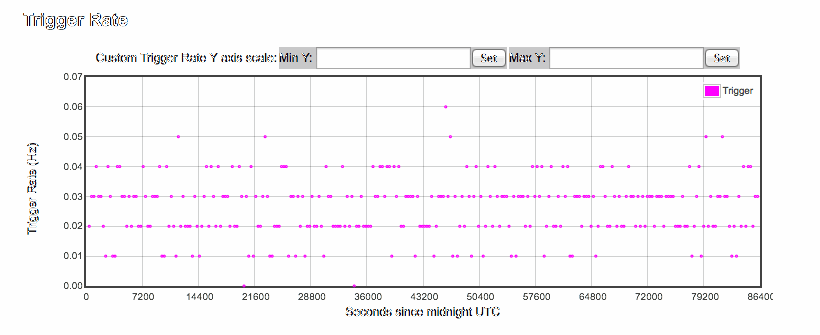 Trigger Rate
Custom Trigger Rate Y axis scale: Min Y: Set Max Y: Set
0.07
Trigger
0.06
0.05
0.04
0.03
0.02
0.01
0.00
Trigger Rate (Hz)
0 7200 14400 21600 28800 36000 43200 50400 57600 64800 72000 79200 86400
Seconds since midnight UTC